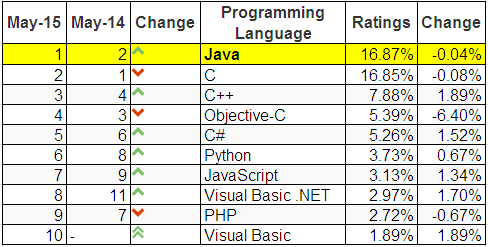 May-15 May-14 Change Programming Language Ratings Change
1 2 Java 16.87% -0.04%
2 1 C 16.85% -0.08%
3 4 C++ 7.88% 1.89%
4 3 Objective-C 5.39% -6.40%
5 6 C# 5.26% 1.52%
6 8 Python 3.73% 0.67%
7 9 JavaScript 3.13% 1.34%
8 11 Visual Basic .NET 2.97% 1.70%
9 7 PHP 2.72% -0.67%
10 - Visual Basic 1.89% 1.89%